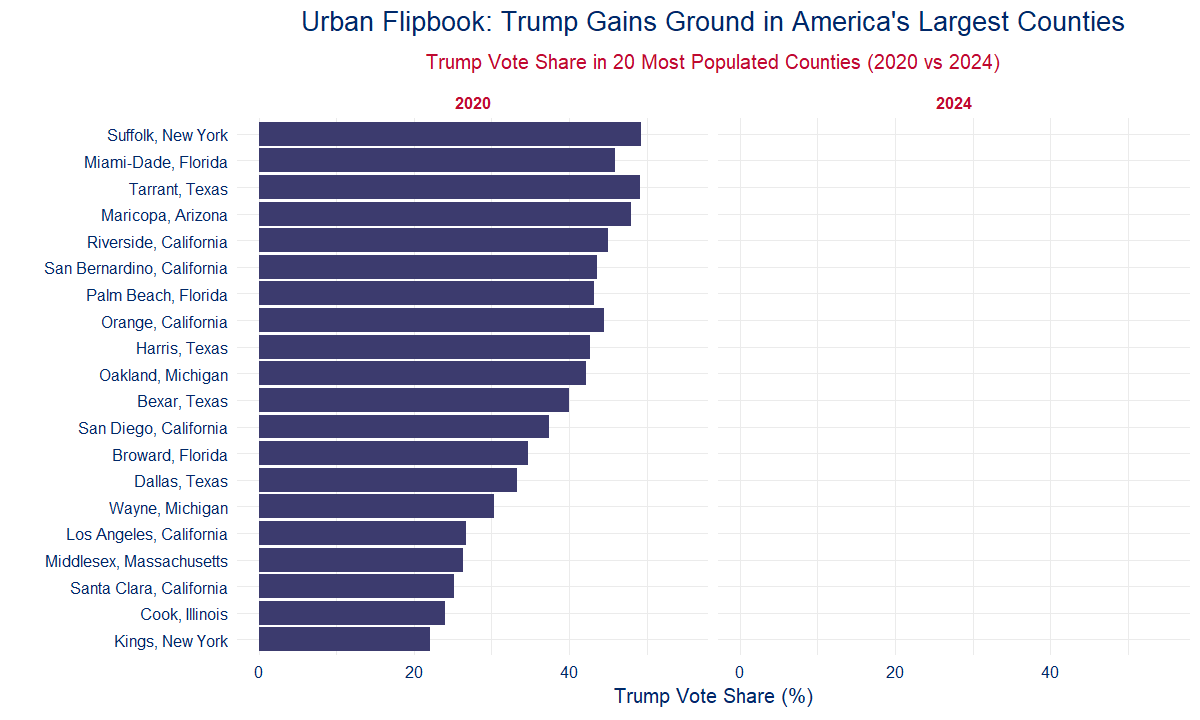 Urban Flipbook: Trump Gains Ground in America's Largest Counties
Trump Vote Share in 20 Most Populated Counties (2020 vs 2024)
2020 2024
Suffolk, New York
Miami-Dade, Florida
Tarrant, Texas
Maricopa, Arizona
Riverside, California
San Bernardino, California
Palm Beach, Florida
Orange, California
Harris, Texas
Oakland, Michigan
Bexar, Texas
San Diego, California
Broward, Florida
Dallas, Texas
Wayne, Michigan
Los Angeles, California
Middlesex, Massachusetts
Santa Clara, California
Cook, Illinois
Kings, New York
0 20 40 0 20 40
Trump Vote Share (%)